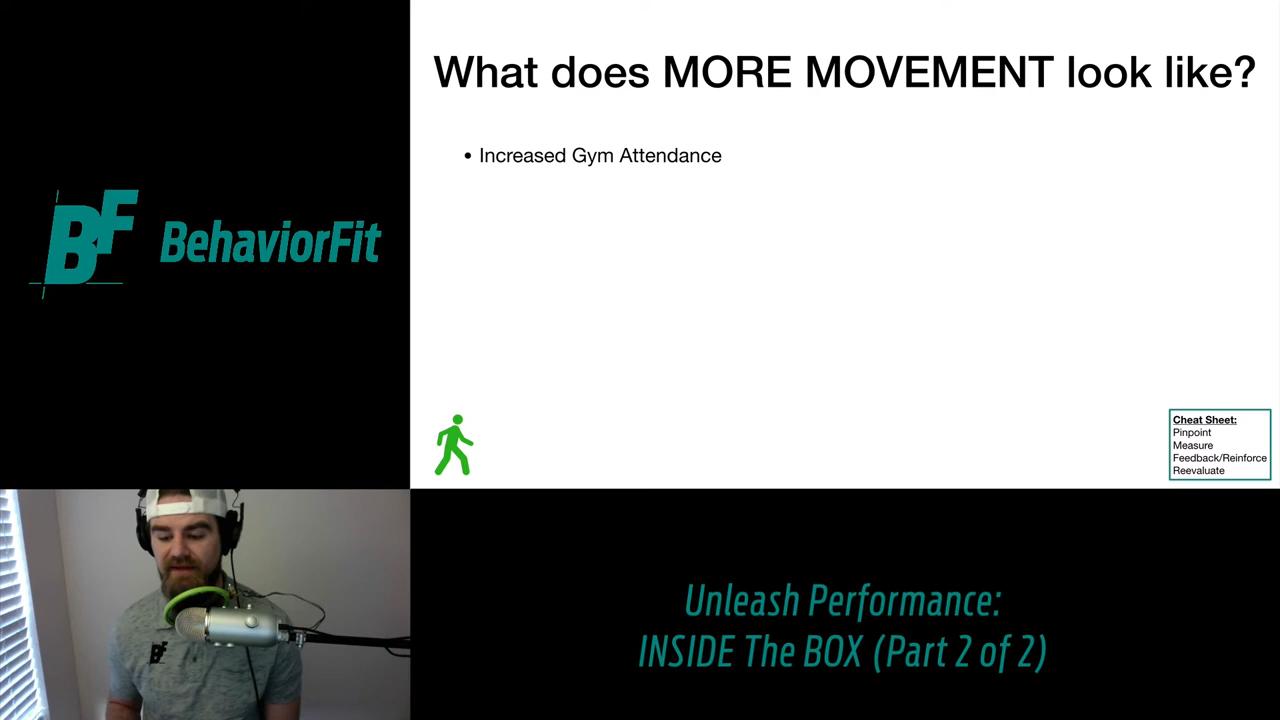 What does MORE MOVEMENT look like?
• Increased Gym Attendance
BF BehaviorFit
Cheat Sheet:
Pinpoint
Measure
Feedback/Reinforce
Reevaluate
BF
Unleash Performance:
INSIDE The BOX (Part 2 of 2)